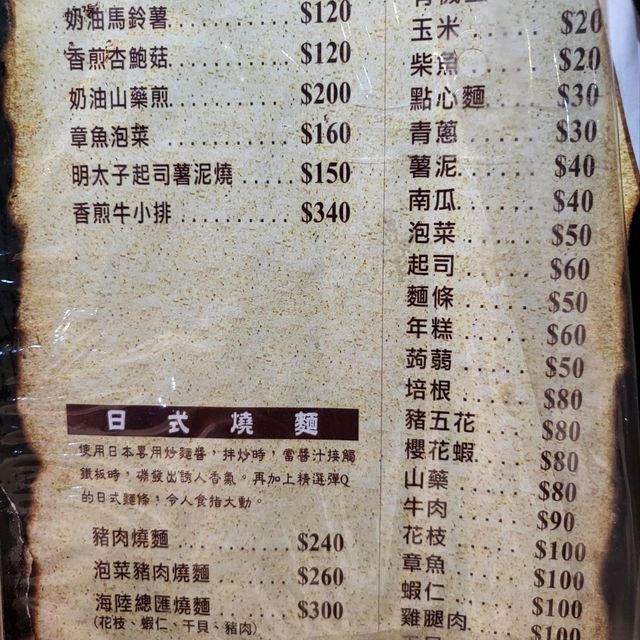 奶油馬鈴薯 $120
香煎杏鮑菇 $120
奶油山藥煎 $200
章魚泡菜 $160
明太子起司薯泥燒 $150
香煎牛小排 $340
日式燒麵
使用日本專用炒麵醬，拌炒時，當醬汁接觸
鐵板時，爆發出誘人香氣。再加上精選彈Q
的日式麵條，令人食指大動。
豬肉燒麵 $240
泡菜豬肉燒麵 $260
海陸總匯燒麵 $300
(花枝、蝦仁、干貝、豬肉)
玉米 $20
柴魚 $20
點心麵 $30
青蔥 $30
薯泥 $40
南瓜 $40
泡菜 $50
起司 $60
麵條 $50
年糕 $60
蒟蒻 $50
培根 $80
豬五花 $80
櫻花蝦 $80
山藥 $80
牛肉 $90
花枝 $100
章魚 $100
蝦仁 $100
雞腿肉 $100